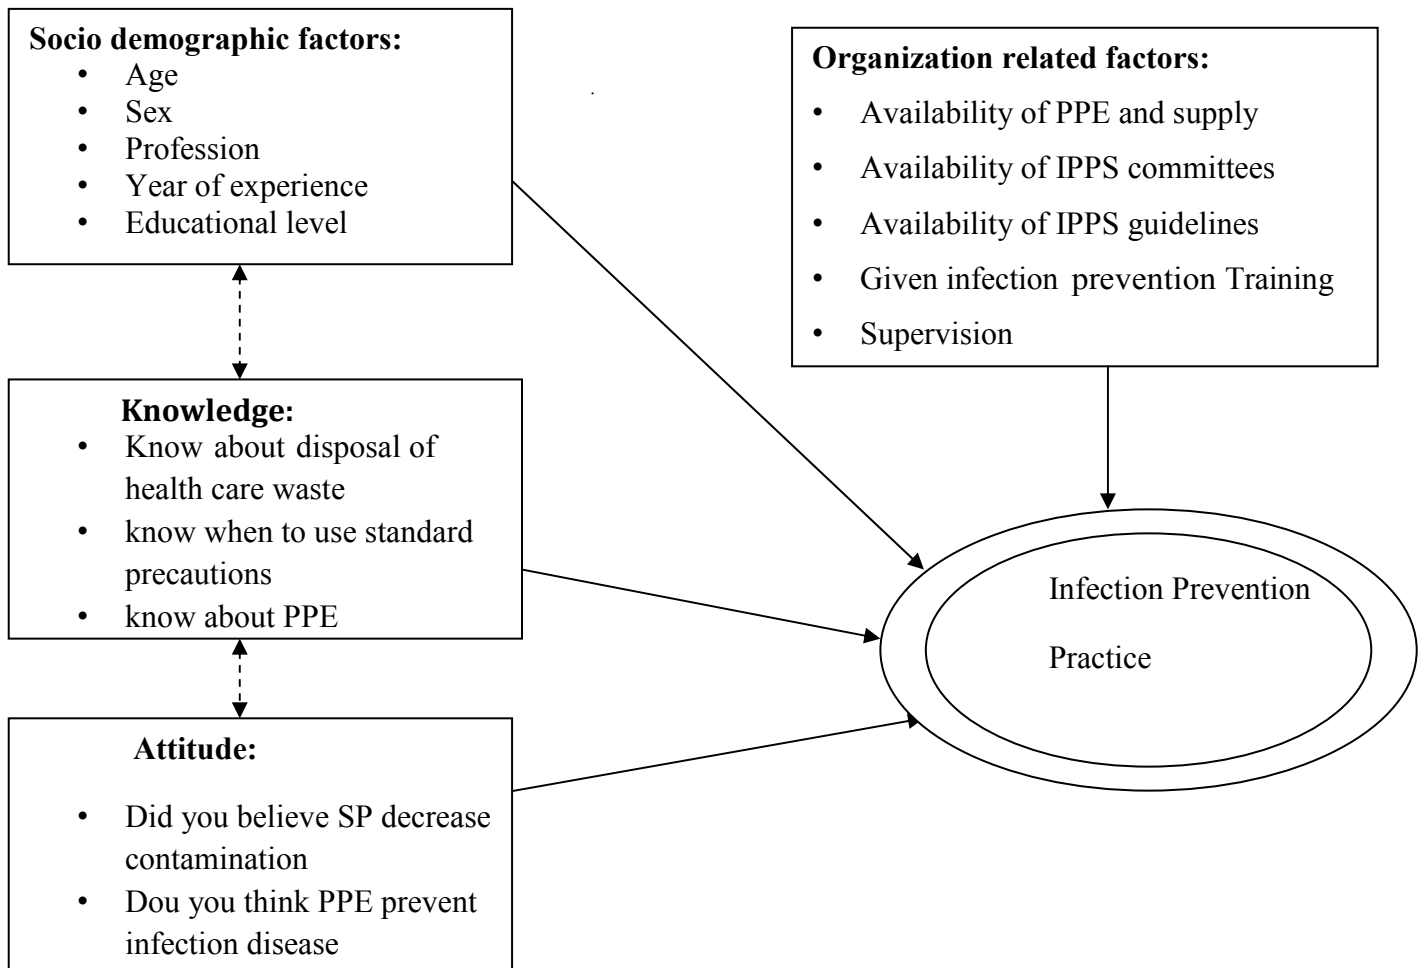 Socio demographic factors:
• Age
• Sex
• Profession
• Year of experience
• Educational level
Organization related factors:
• Availability of PPE and supply
• Availability of IPPS committees
• Availability of IPPS guidelines
• Given infection prevention Training
• Supervision
Knowledge:
• Know about disposal of
health care waste
• know when to use standard
precautions
• know about PPE
Infection Prevention
Practice
Attitude:
• Did you believe SP decrease
contamination
• Dou you think PPE prevent
infection disease